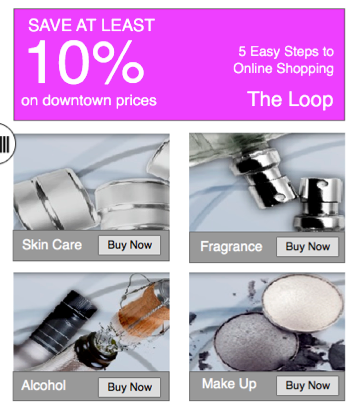 SAVE AT LEAST
10%
on downtown prices
5 Easy Steps to
Online Shopping
The Loop
Skin Care
Buy Now
Fragrance
Buy Now
Alcohol
Buy Now
Make Up
Buy Now